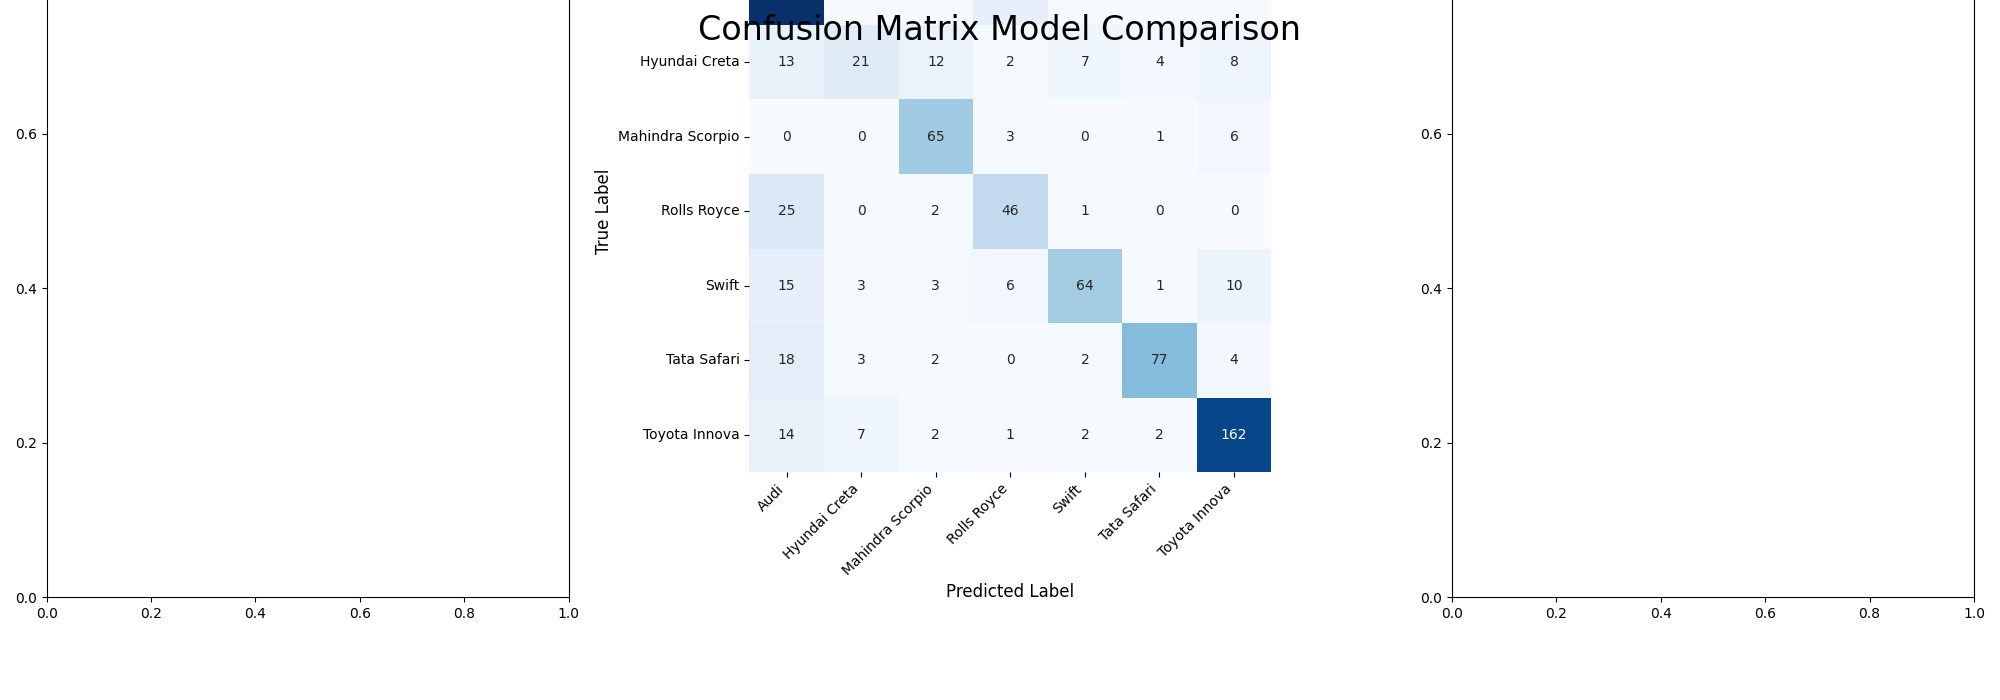 Confusion Matrix Model Comparison
0.6
0.4
0.2
0.0
0.0 0.2 0.4 0.6 0.8 1.0
True Label
Hyundai Creta 13 21 12 2 7 4 8
Mahindra Scorpio 0 0 65 3 0 1 6
Rolls Royce 25 0 2 46 1 0 0
Swift 15 3 3 6 64 1 10
Tata Safari 18 3 2 0 2 77 4
Toyota Innova 14 7 2 1 2 2 162
Audi
Hyundai Creta
Mahindra Scorpio
Rolls Royce
Swift
Tata Safari
Toyota Innova
Predicted Label
0.6
0.4
0.2
0.0
0.0 0.2 0.4 0.6 0.8 1.0